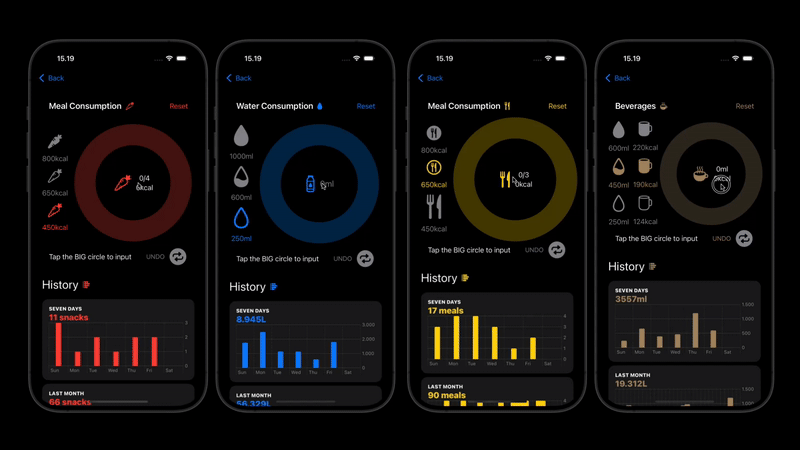 15.19
Back
Meal Consumption
Reset
800kcal
650kcal
450kcal
0/4
0kcal
Tap the BIG circle to input
UNDO
History
SEVEN DAYS
11 snacks
3
2
1
0
Sun Mon Tue Wed Thu Fri Sat
LAST MONTH
66 snacks
15.19
Back
Water Consumption
Reset
1000ml
600ml
250ml
0ml
Tap the BIG circle to input
UNDO
History
SEVEN DAYS
8.945L
3.000
2.000
1.000
0
Sun Mon Tue Wed Thu Fri Sat
LAST MONTH
56.329L
15.19
Back
Meal Consumption
Reset
800kcal
650kcal
450kcal
0/3
0kcal
Tap the BIG circle to input
UNDO
History
SEVEN DAYS
17 meals
4
3
2
1
0
Sun Mon Tue Wed Thu Fri Sat
LAST MONTH
90 meals
4
15.19
Back
Beverages
Reset
600ml 220kcal
450ml 190kcal
250ml 124kcal
0ml
0kcal
Tap the BIG circle to input
UNDO
History
SEVEN DAYS
3557ml
1.500
1.000
500
0
Sun Mon Tue Wed Thu Fri Sat
LAST MONTH
19.312L
1.500